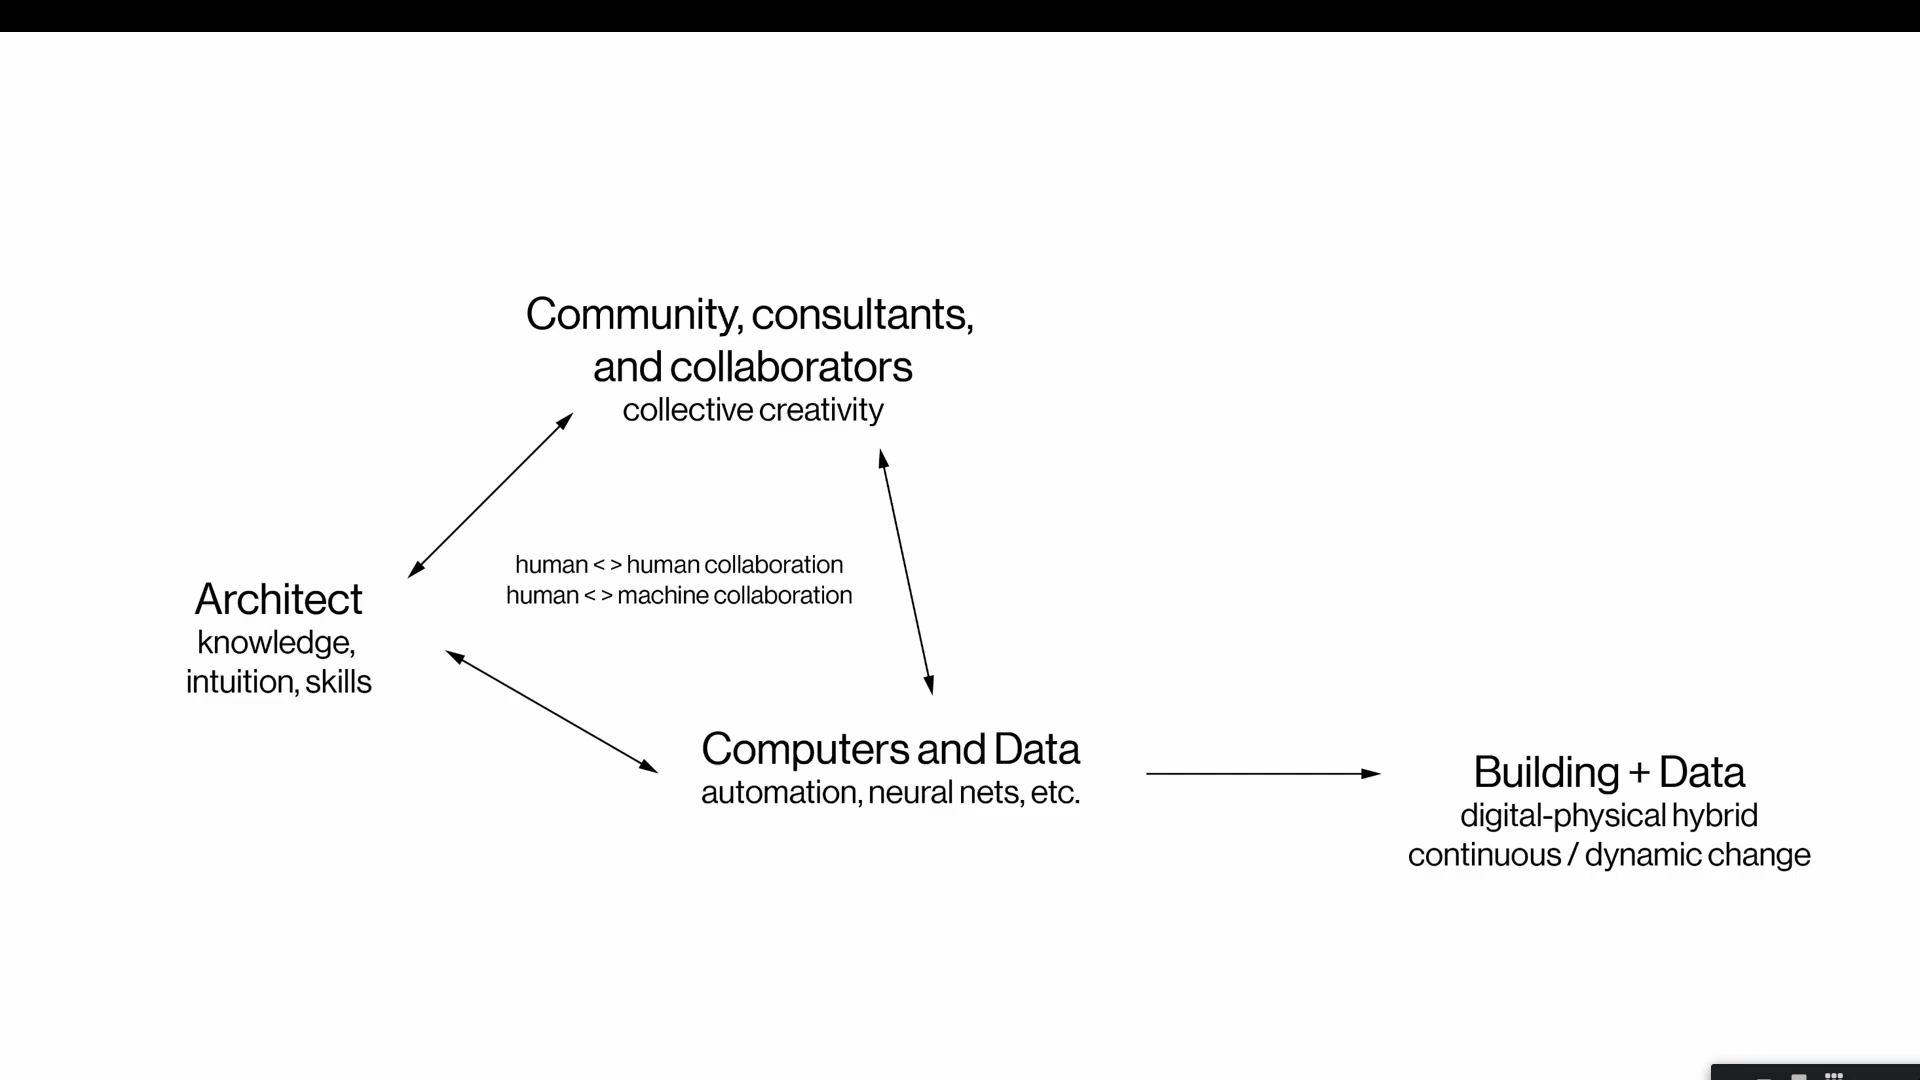 Community, consultants,
and collaborators
collective creativity
human < > human collaboration
human < > machine collaboration
Architect
knowledge,
intuition, skills
Computers and Data
automation, neural nets, etc.
Building + Data
digital-physical hybrid
continuous / dynamic change